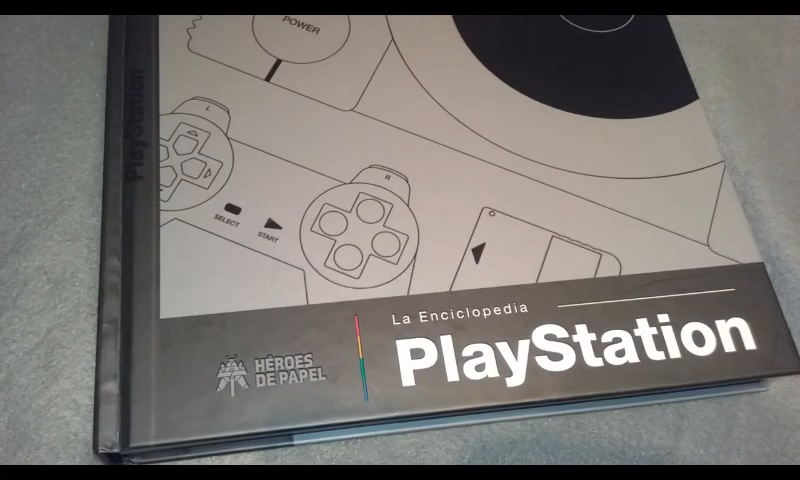 POWER
PlayStation
L
R
SELECT
START
La Enciclopedia
PlayStation
HÉROES
DE PAPEL